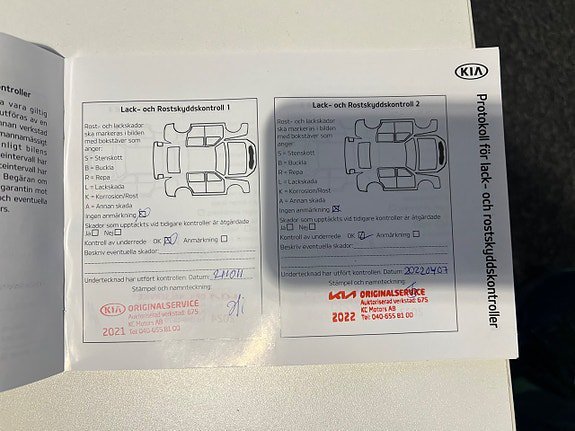 ntroller
a vara giltig
utföras av en
nnan verkstad
nmannamässigt
nligt bilens
eintervall har
eintervall har
Begäran om
garantin mot
och eventuella
rs.
Lack- och Rostskyddskontroll 1
Rost- och lackskador
ska markeras i bilden
med bokstäver som
anger:
S = Stenskott
B = Buckla
R = Repa
L = Lackskada
K = Korrosion/Rost
A = Annan skada
Ingen anmärkning
Skador som upptäckts vid tidigare kontroller är åtgärdade
Ja Nej
Kontroll av underrede OK Anmärkning
Beskriv eventuella skador:
Undertecknad har utfört kontrollen. Datum: 211011
Stämpel och namnteckning:
KIA ORIGINALSERVICE
Auktoriserad verkstad: 675
KC Motors AB
2021 Tel: 040-655 81 00
Lack- och Rostskyddskontroll 2
Rost- och lackskador
ska markeras i bilden
med bokstäver som
anger:
S = Stenskott
B = Buckla
R = Repa
L = Lackskada
K = Korrosion/Rost
A = Annan skada
Ingen anmärkning
Skador som upptäckts vid tidigare kontroller är åtgärdade
Ja Nej
Kontroll av underrede OK Anmärkning
Beskriv eventuella skador:
Undertecknad har utfört kontrollen. Datum: 20220407
Stämpel och namnteckning:
KIA ORIGINALSERVICE
Auktoriserad verkstad: 675
KC Motors AB
2022 Tel: 040-655 81 00
KIA
Protokoll för lack- och rostskyddskontroller